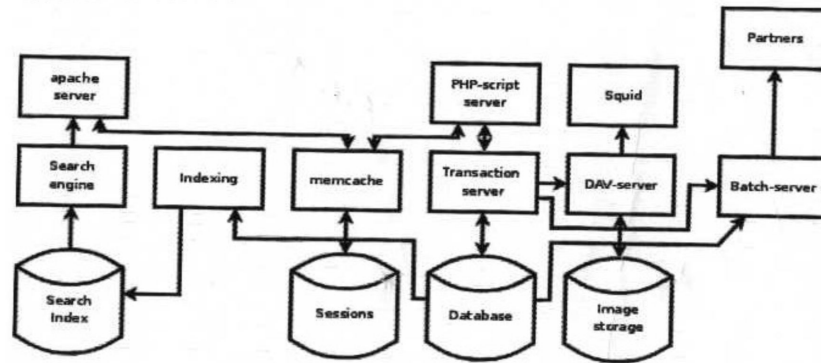 Partners
apache
server
PHP-script
server
Squid
Search
engine
Indexing
memcache
Transaction
server
DAV-server
Batch-server
Search
Index
Sessions
Database
Image
storage